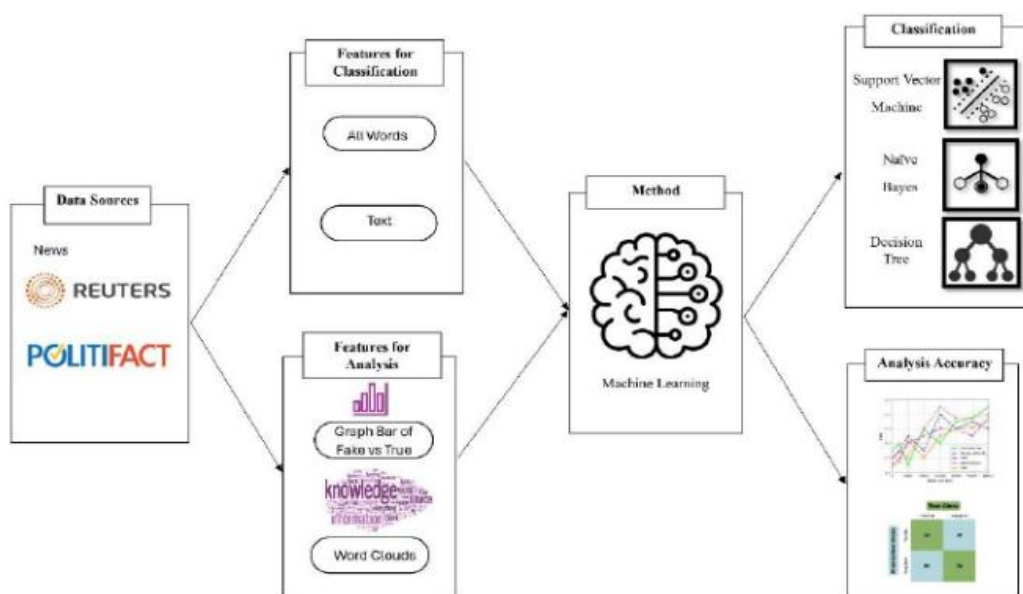 Data Sources
News
REUTERS
POLITIFACT
Features for
Classification
All Words
Text
Features for
Analysis
Graph Bar of
Fake vs True
knowledge
information
Word Clouds
Method
Machine Learning
Classification
Support Vector
Machine
Naïve
Bayes
Decision
Tree
Analysis Accuracy